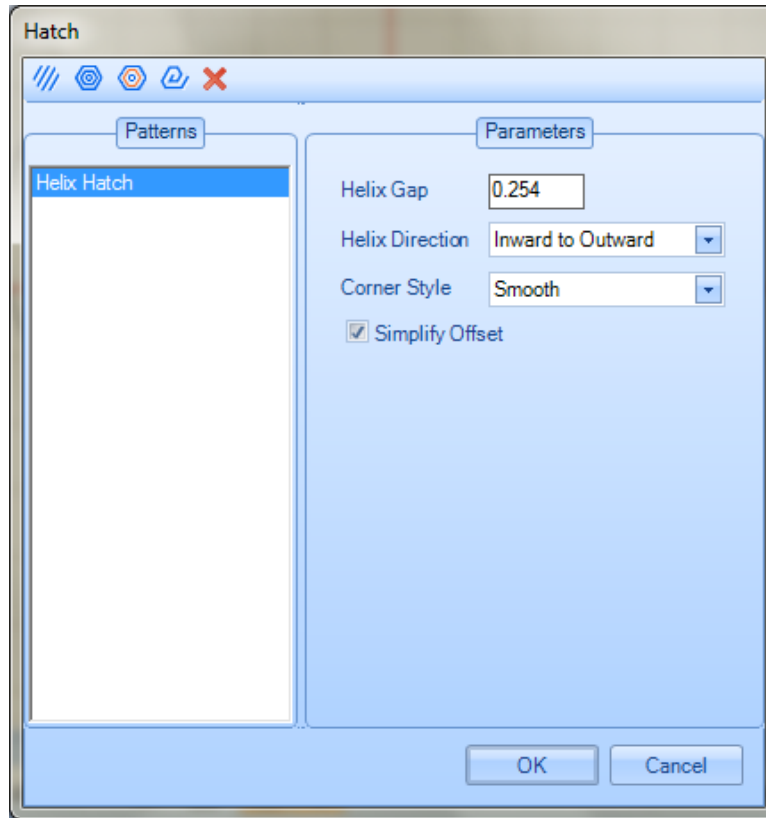 Hatch
Patterns
Parameters
Helix Hatch
Helix Gap 0.254
Helix Direction Inward to Outward
Corner Style Smooth
Simplify Offset
OK Cancel